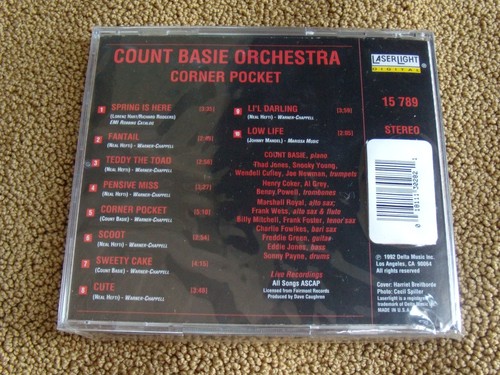 COUNT BASIE ORCHESTRA
CORNER POCKET
LASERLIGHT
DIGITAL
15 789
STEREO
1 SPRING IS HERE (3:31)
(LORENZ HART/RICHARD RODGERS)
EMI ROBBINS CATALOG
2 FANTAIL (2:45)
(NEAL HEFTI) - WARNER-CHAPPELL
3 TEDDY THE TOAD (2:56)
(NEAL HEFTI) - WARNER-CHAPPELL
4 PENSIVE MISS (3:27)
(NEAL HEFTI) - WARNER-CHAPPELL
5 CORNER POCKET (5:10)
(COUNT BASIE) - WARNER-CHAPPELL
6 SCOOT (2:54)
(NEAL HEFTI) - WARNER-CHAPPELL
7 SWEETY CAKE (4:15)
(COUNT BASIE) - WARNER-CHAPPELL
8 CUTE
(NEAL HEFTI) - WARNER-CHAPPELL
9 LI'L DARLING
(NEAL HEFTI) - WARNER-CHAPPELL
10 LOW LIFE
(JOHNNY MANDEL) - MARISSA MUSIC
COUNT BASIE, piano
Thad Jones, Snooky Young,
Wendell Culley, Joe Newman, trumpets
Henry Coker, Al Grey,
Benny Powell, trombones
Marshall Royal, alto sax;
Frank Wess, alto sax & flute
Billy Mitchell, Frank Foster, tenor sax
Charlie Fowlkes, bari sax
Freddie Green, guitar
Eddie Jones, bass
Sonny Payne, drums
Live Recordings
All Songs ASCAP
Licensed from Fairmont Records
Produced by Dave Caughren
℗ 1992 Delta Music Inc.
Los Angeles, CA 90064
All rights reserved
Cover: Harriet Breitborde
Photo: Cecil Spiller
Laserlight is a registered
trademark of Delta Music
MADE IN U.S.A.